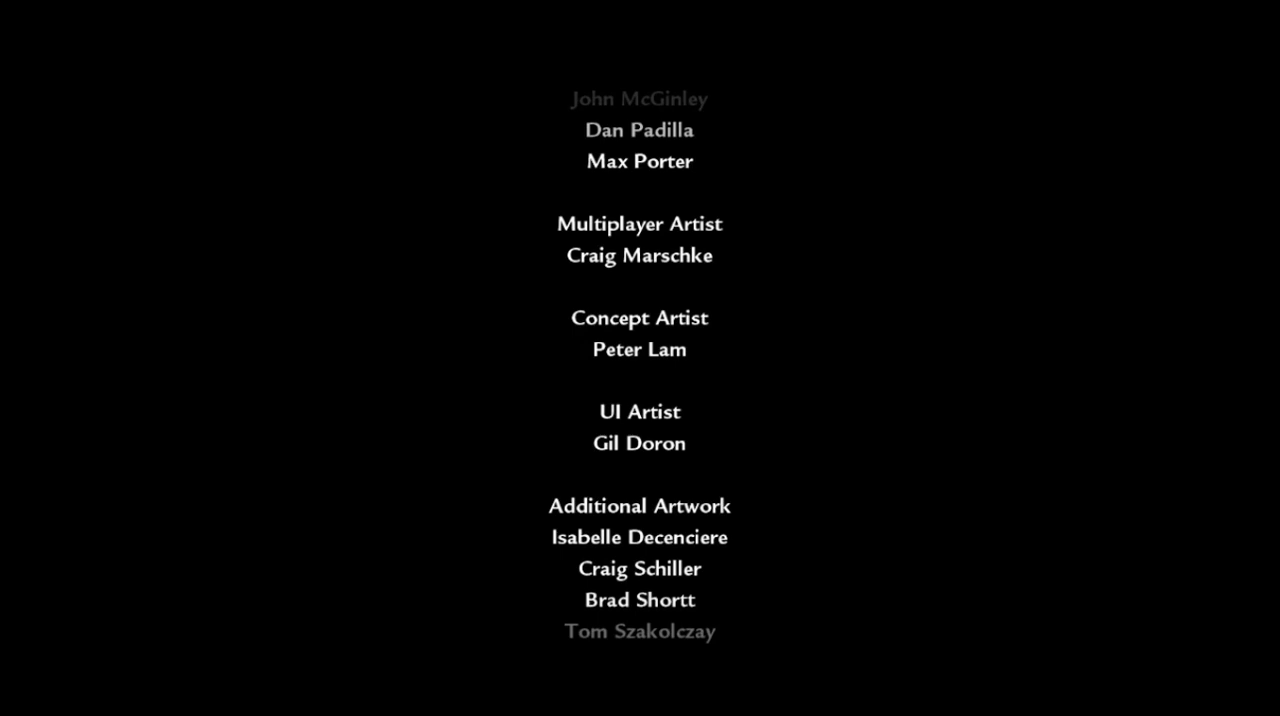 John McGinley
Dan Padilla
Max Porter
Multiplayer Artist
Craig Marschke
Concept Artist
Peter Lam
UI Artist
Gil Doron
Additional Artwork
Isabelle Decenciere
Craig Schiller
Brad Shortt
Tom Szakolczay